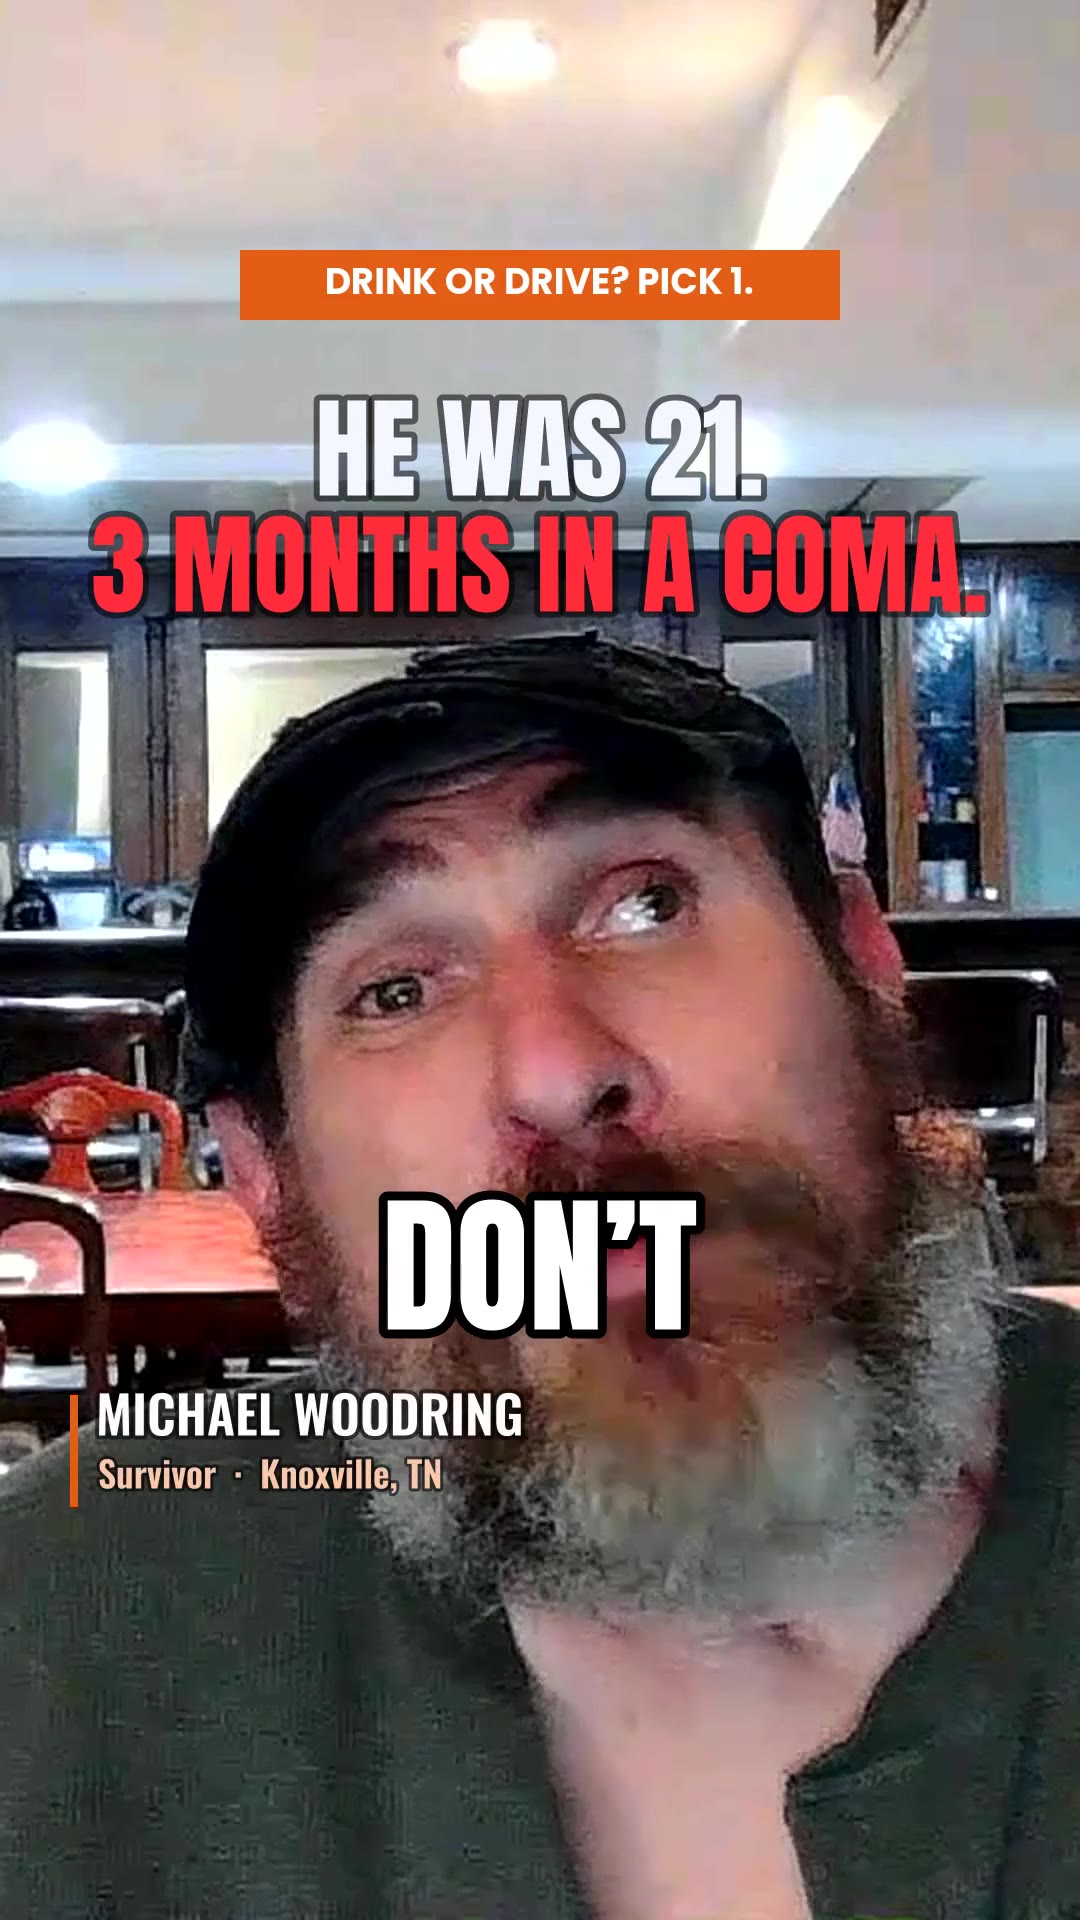 DRINK OR DRIVE? PICK 1.
HE WAS 21.
3 MONTHS IN A COMA.
DON'T
MICHAEL WOODRING
Survivor · Knoxville, TN